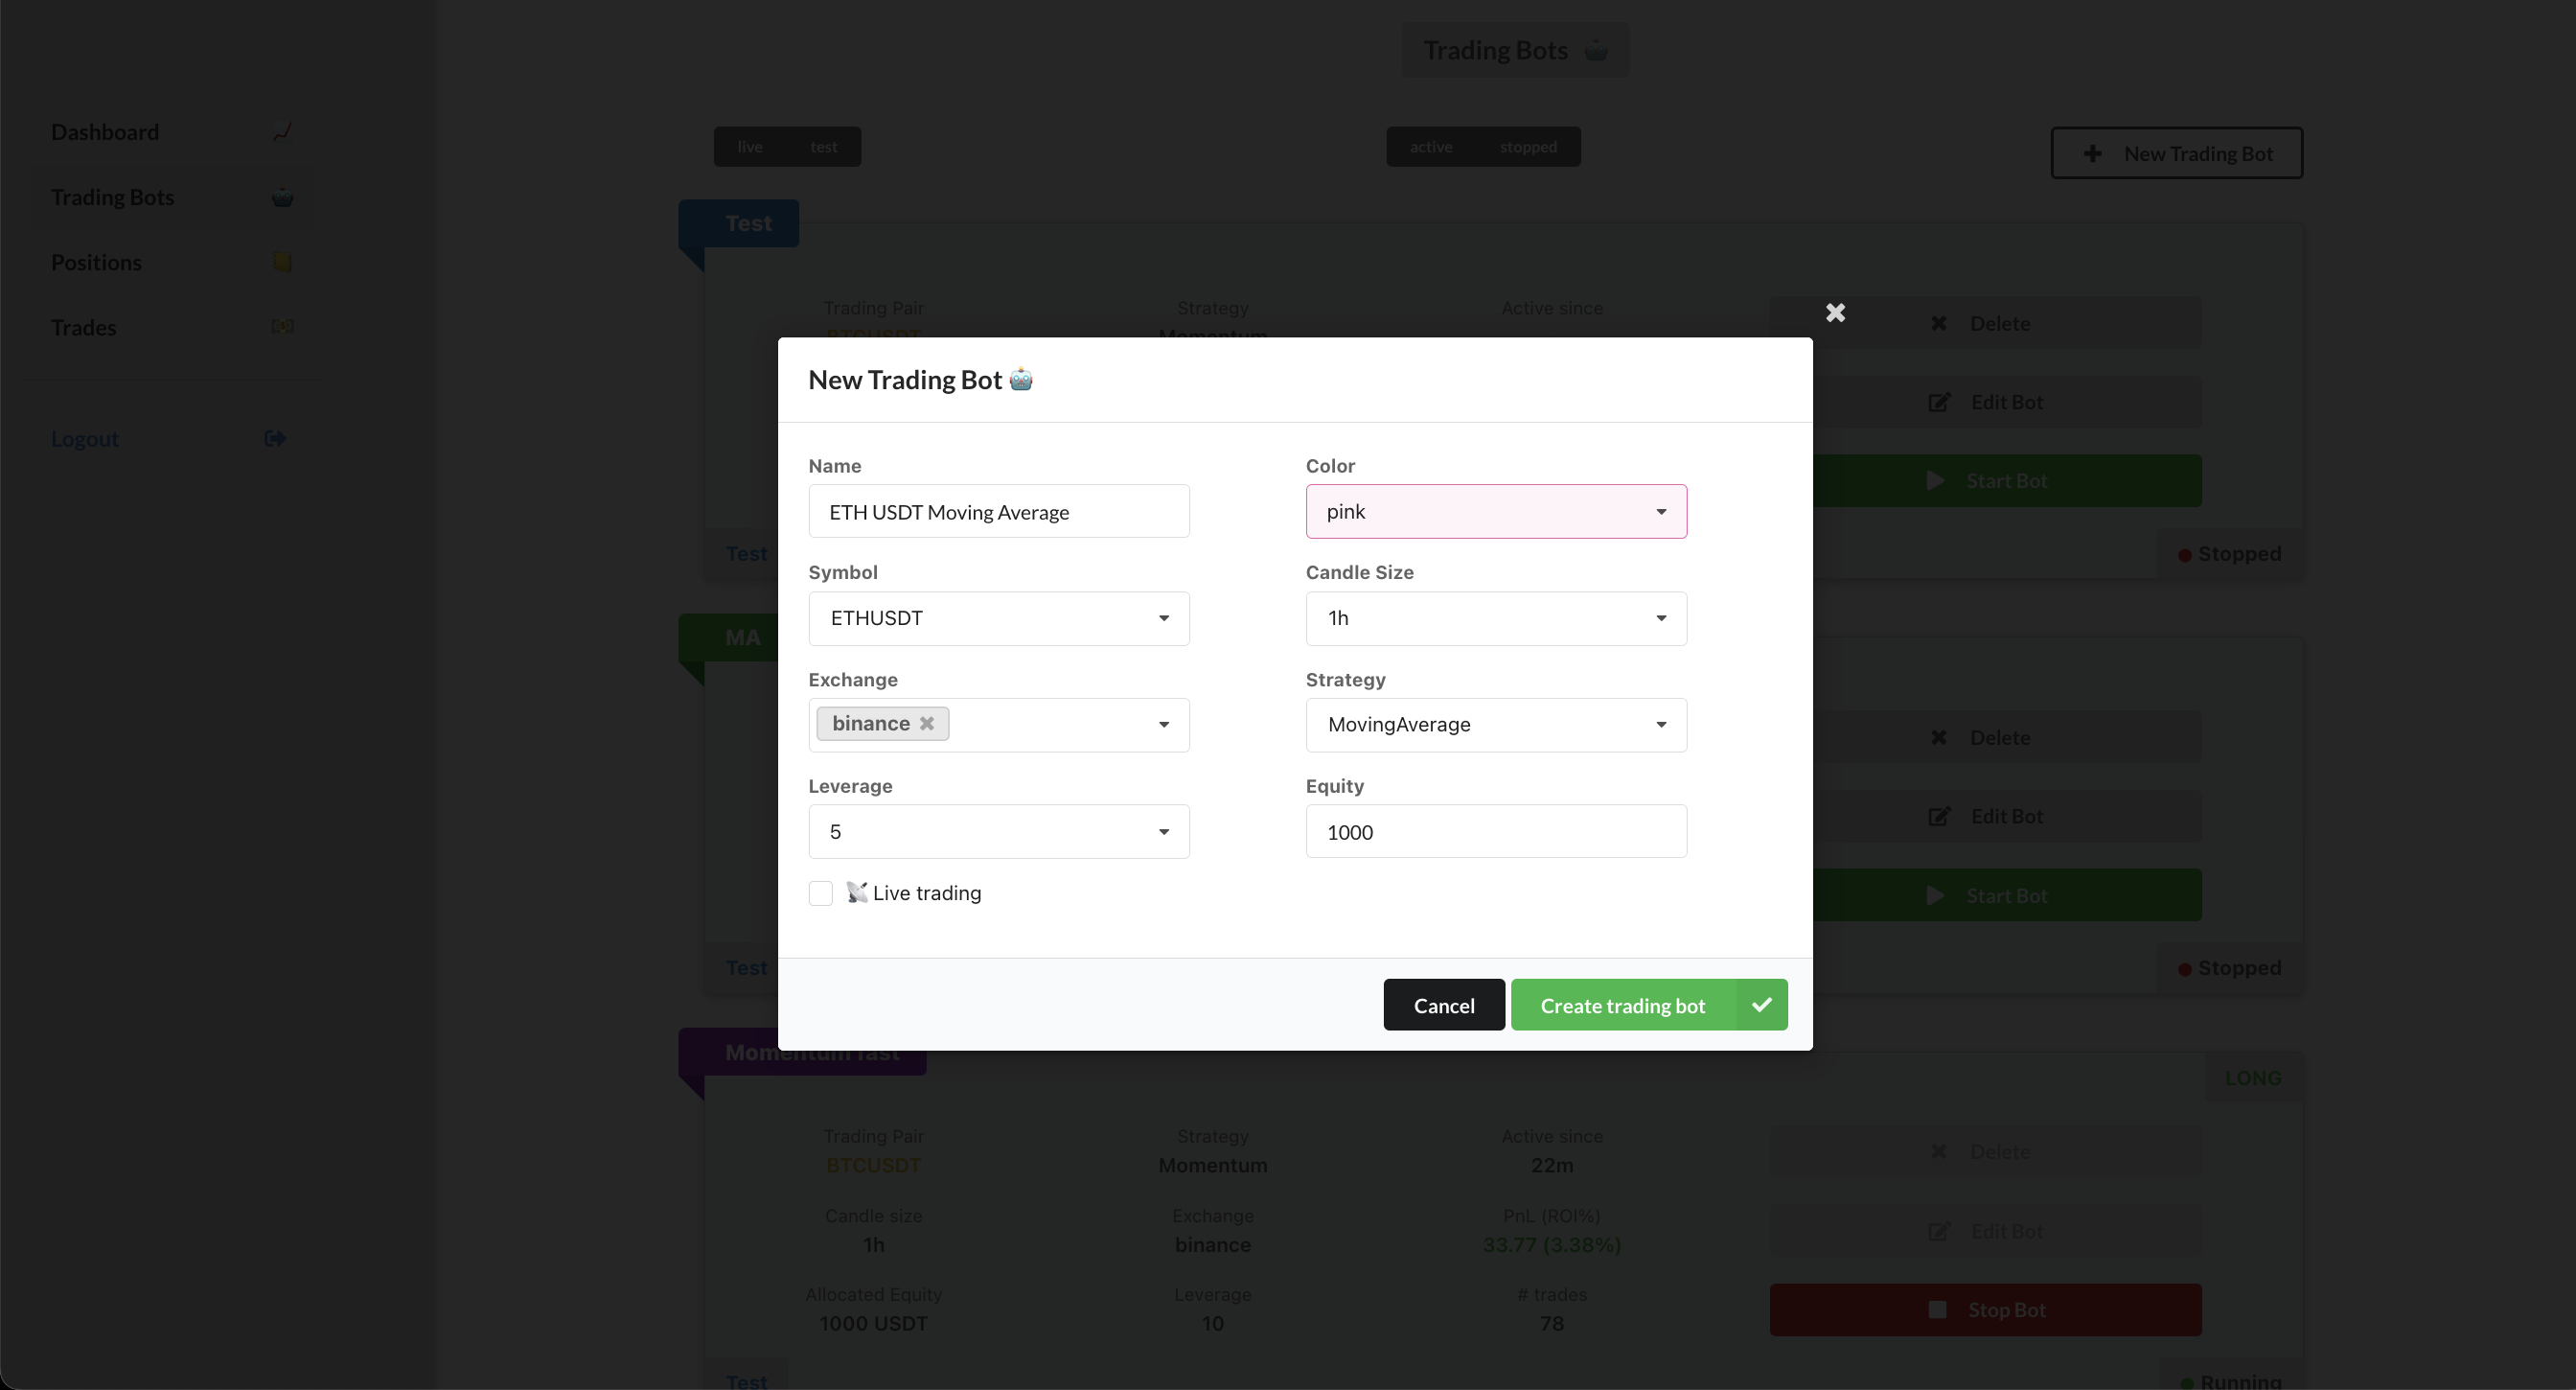 Trading Bots
Dashboard
Trading Bots
Positions
Trades
Logout
live test
active stopped
New Trading Bot
Test
Trading Pair
BTCUSDT
Strategy
Momentum
Active since
Delete
Edit Bot
Start Bot
Test
Stopped
New Trading Bot
Name
ETH USDT Moving Average
Color
pink
Symbol
ETHUSDT
Candle Size
1h
Exchange
binance
Strategy
MovingAverage
Leverage
5
Equity
1000
Live trading
Cancel
Create trading bot
MA
Delete
Edit Bot
Start Bot
Test
Stopped
Momentum fast
LONG
Trading Pair
BTCUSDT
Strategy
Momentum
Active since
22m
Delete
Candle size
1h
Exchange
binance
PnL (ROI%)
33.77 (3.38%)
Edit Bot
Allocated Equity
1000 USDT
Leverage
10
# trades
78
Stop Bot
Test
Running